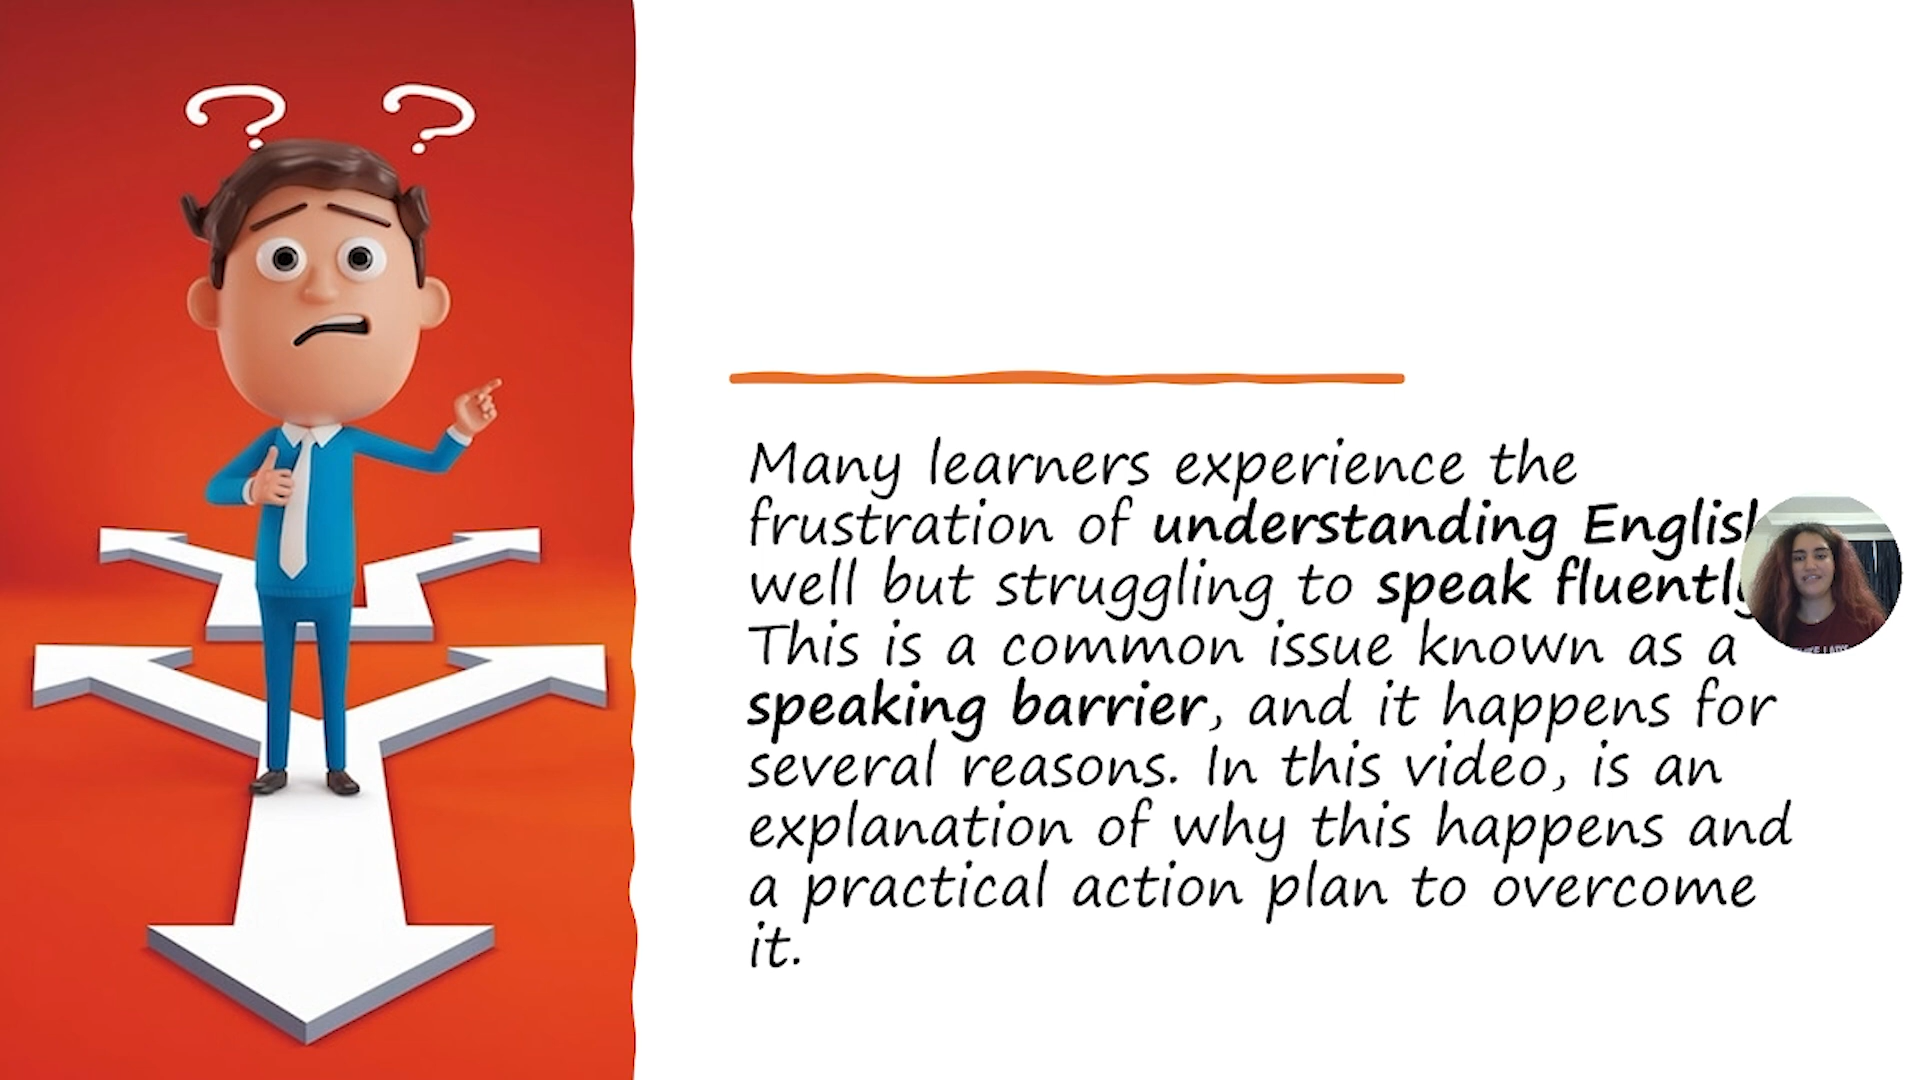 ? ?
Many learners experience the
frustration of understanding English
well but struggling to speak fluently
This is a common issue known as a
speaking barrier, and it happens for
several reasons. In this video, is an
explanation of why this happens and
a practical action plan to overcome
it.